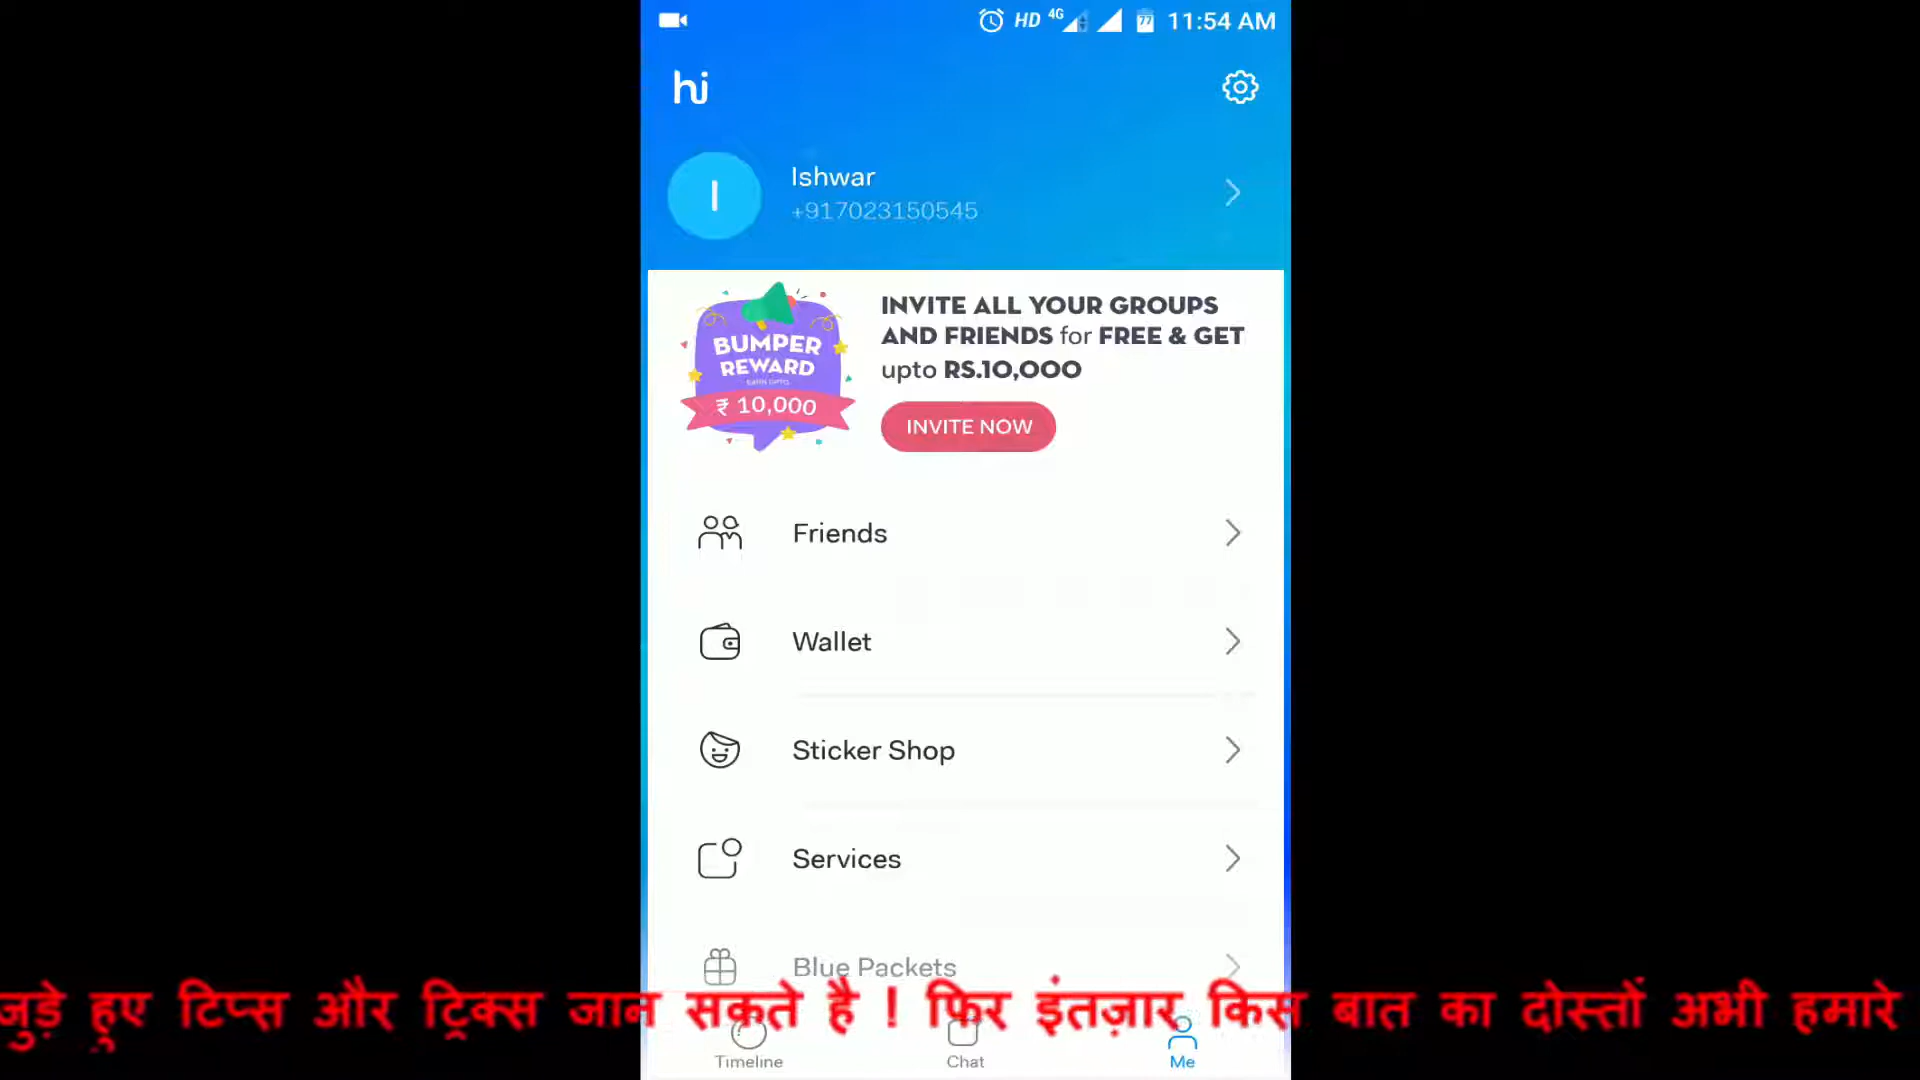 HD 4G 77 11:54 AM
hi
I
Ishwar
+917023150545
BUMPER
REWARD
₹ 10,000
INVITE ALL YOUR GROUPS
AND FRIENDS for FREE & GET
upto RS.10,000
INVITE NOW
Friends
Wallet
Sticker Shop
Services
Blue Packets
जुड़े हुए टिप्स और ट्रिक्स जान सकते है ! फिर इंतज़ार किस बात का दोस्तों अभी हमारे
Timeline
Chat
Me